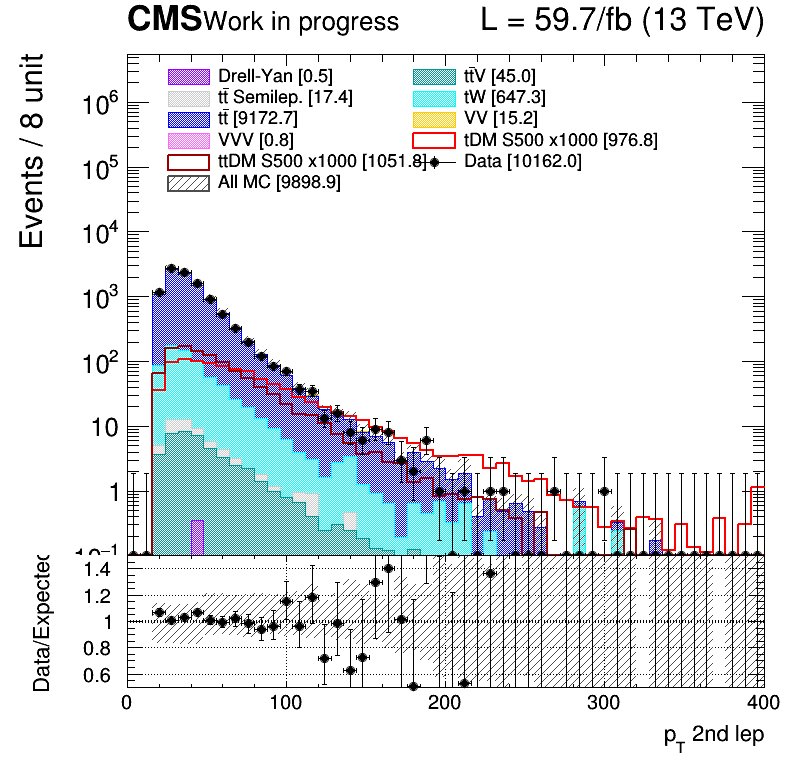 CMS Work in progress L = 59.7/fb (13 TeV)
Events / 8 unit
Drell-Yan [0.5] tt̄V [45.0]
tt̄ Semilep. [17.4] tW [647.3]
tt̄ [9172.7] VV [15.2]
VVV [0.8] tDM S500 x1000 [976.8]
ttDM S500 x1000 [1051.8] Data [10162.0]
All MC [9898.9]
10⁶
10⁵
10⁴
10³
10²
10
1
10⁻¹
Data/Expected
1.4
1.2
1
0.8
0.6
0 100 200 300 400
p_T 2nd lep